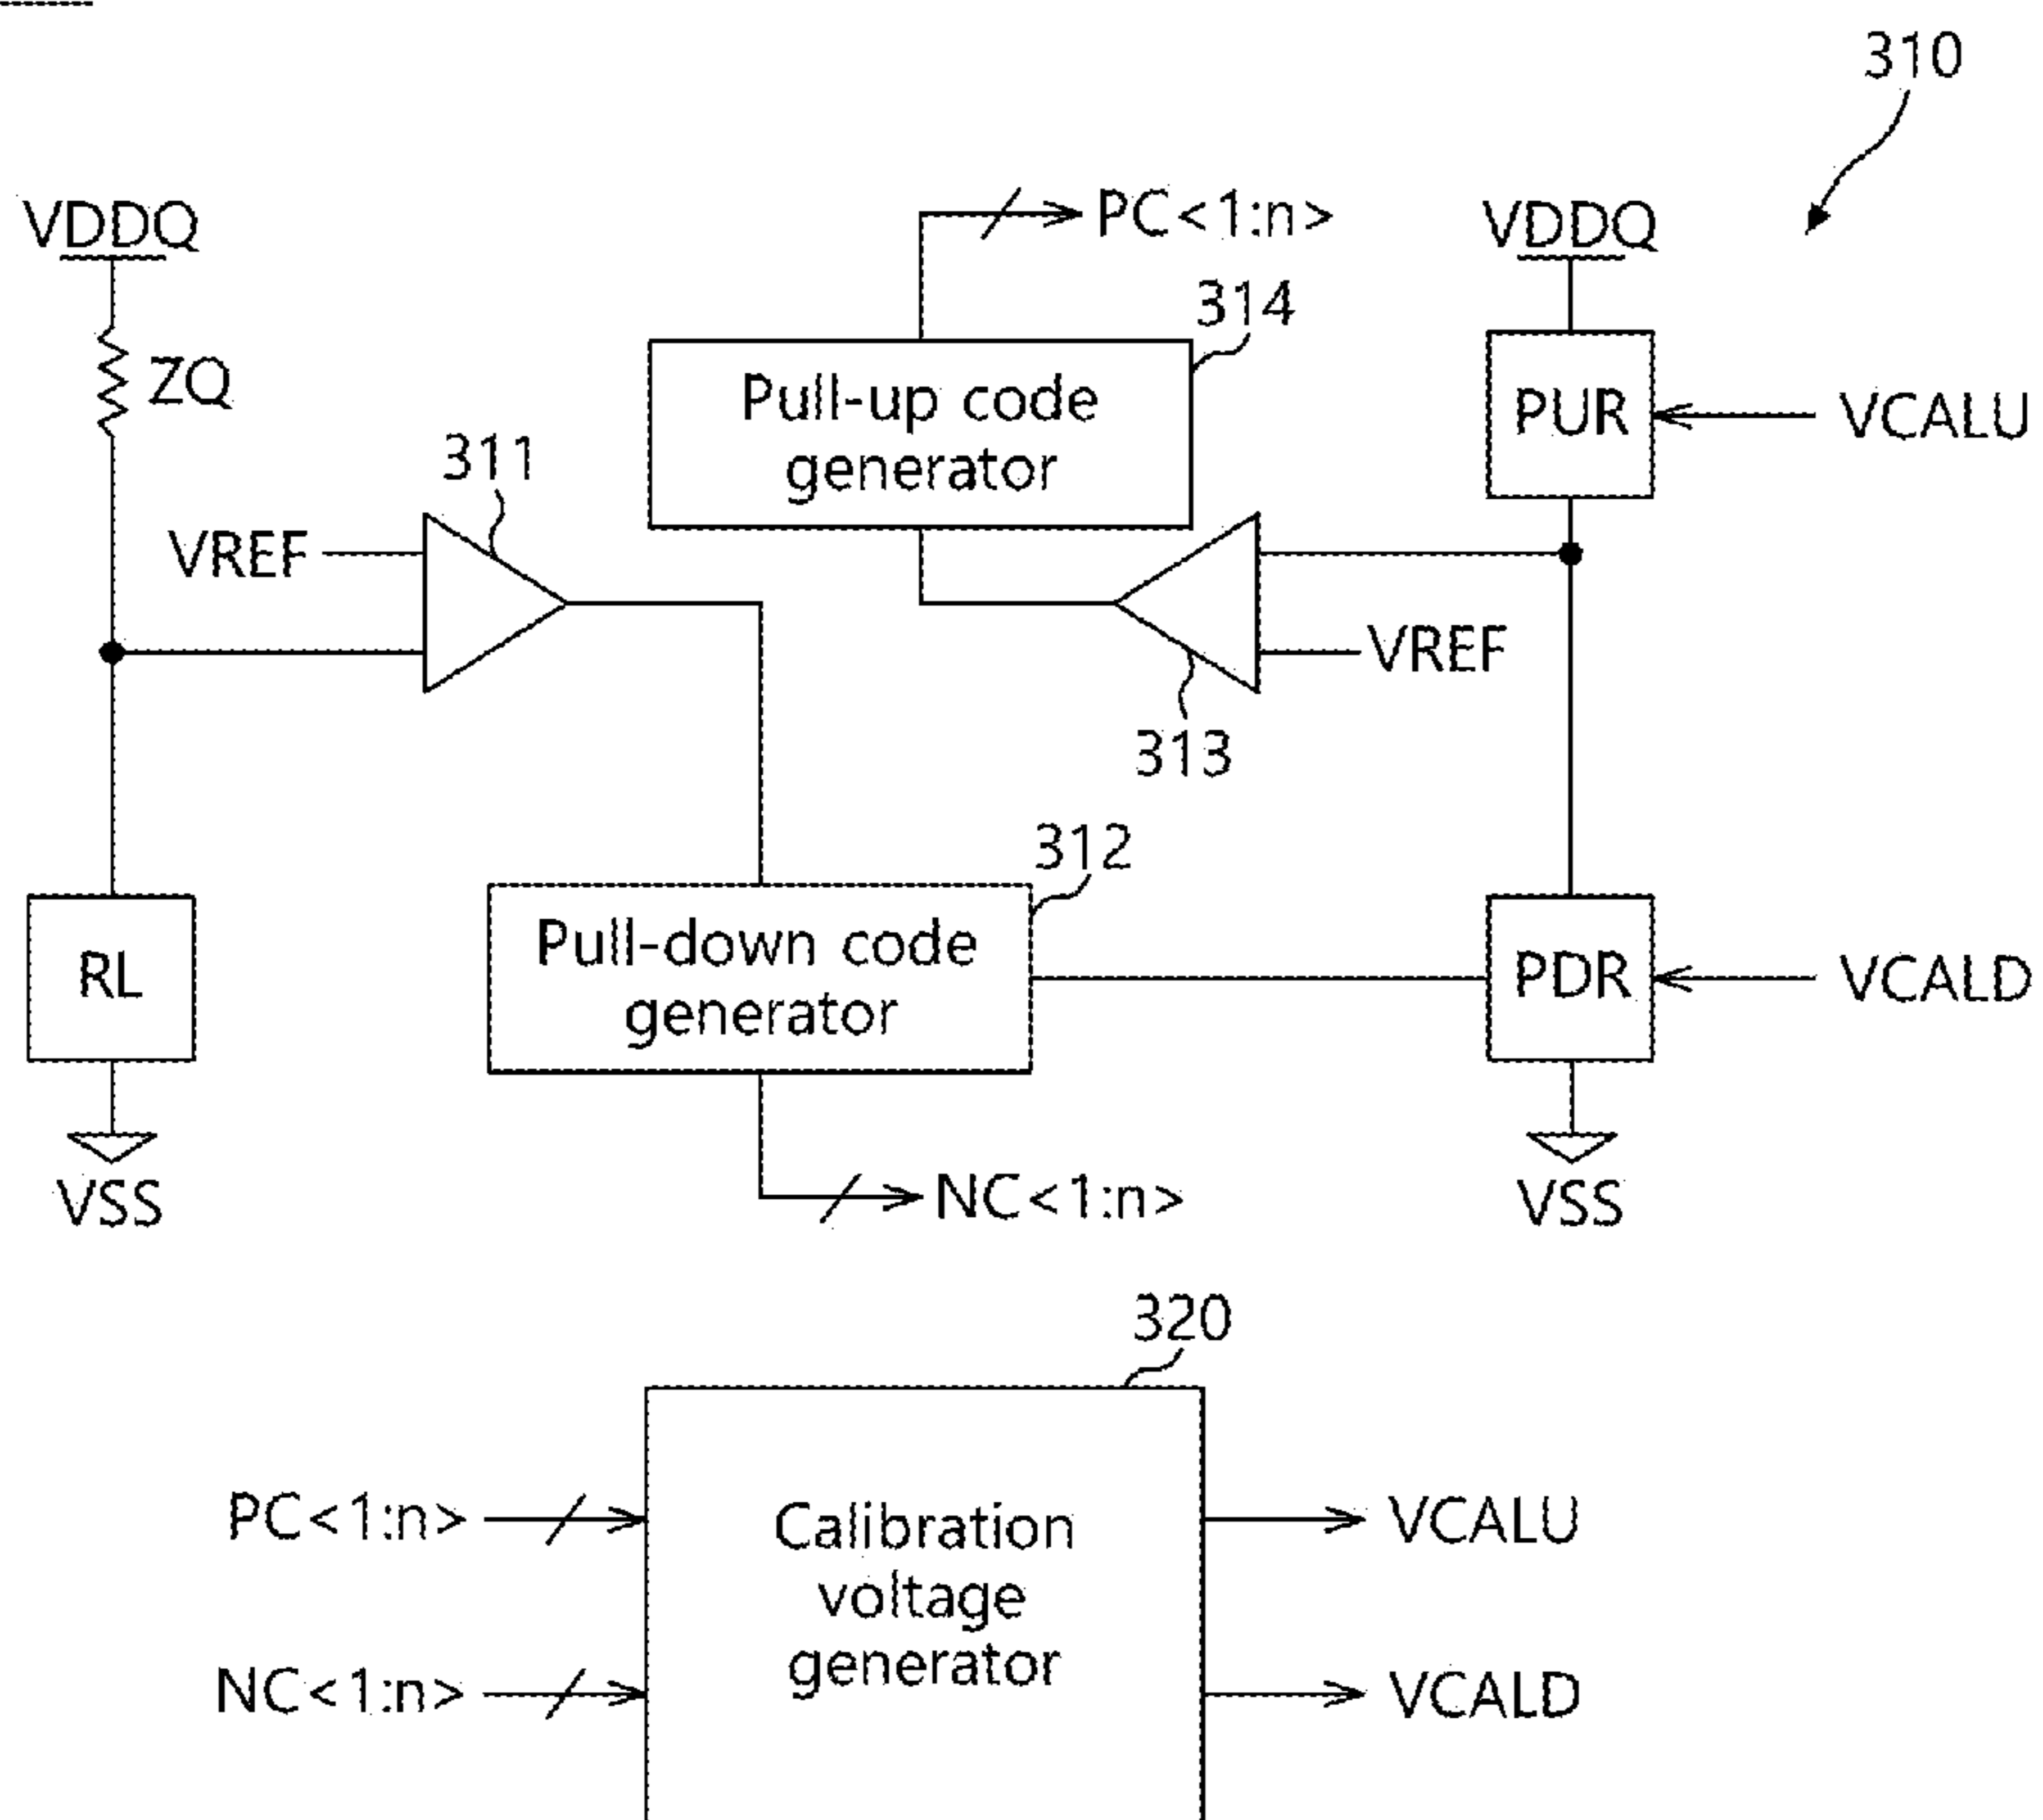 310
VDDQ
PC<1:n>
VDDQ
314
ZQ
Pull-up code
generator
PUR
VCALU
311
VREF
VREF
313
312
RL
Pull-down code
generator
PDR
VCALD
VSS
NC<1:n>
VSS
320
PC<1:n>
Calibration
voltage
generator
VCALU
NC<1:n>
VCALD